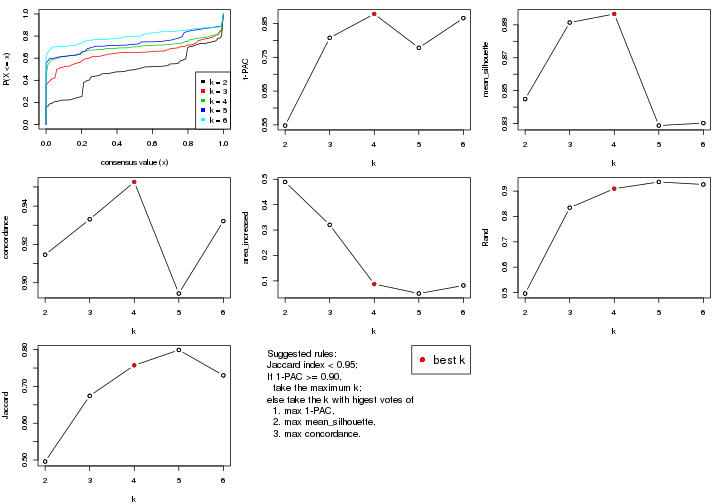 P(X <= x)
1.0
0.8
0.6
0.4
0.2
0.0
k = 2
k = 3
k = 4
k = 5
k = 6
0.0 0.2 0.4 0.6 0.8 1.0
consensus value (x)
1-PAC
0.85
0.75
0.65
0.55
2 3 4 5 6
k
mean_silhouette
0.89
0.87
0.85
0.83
2 3 4 5 6
k
concordance
0.94
0.92
0.90
2 3 4 5 6
k
area_increased
0.5
0.4
0.3
0.2
0.1
2 3 4 5 6
k
Rand
0.9
0.8
0.7
0.6
0.5
2 3 4 5 6
k
Jaccard
0.80
0.70
0.60
0.50
2 3 4 5 6
k
Suggested rules:
Jaccard index < 0.95;
If 1-PAC >= 0.90,
take the maximum k;
else take the k with higest votes of
1. max 1-PAC,
2. max mean_silhouette,
3. max concordance.
best k